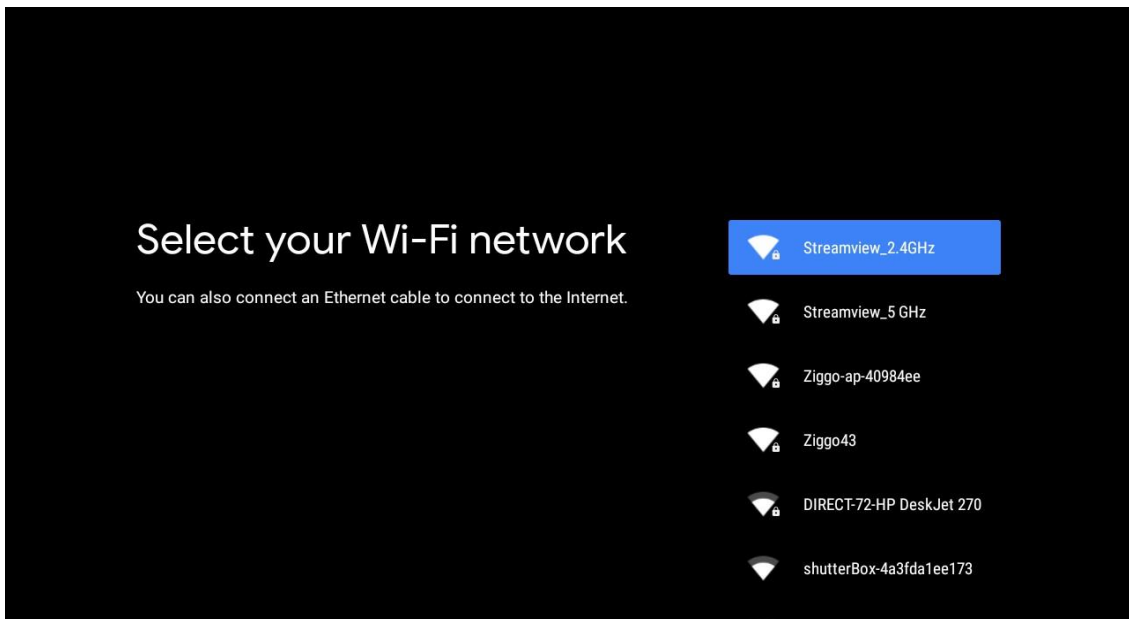 Select your Wi-Fi network
You can also connect an Ethernet cable to connect to the Internet.
Streamview_2.4GHz
Streamview_5 GHz
Ziggo-ap-40984ee
Ziggo43
DIRECT-72-HP DeskJet 270
shutterBox-4a3fda1ee173